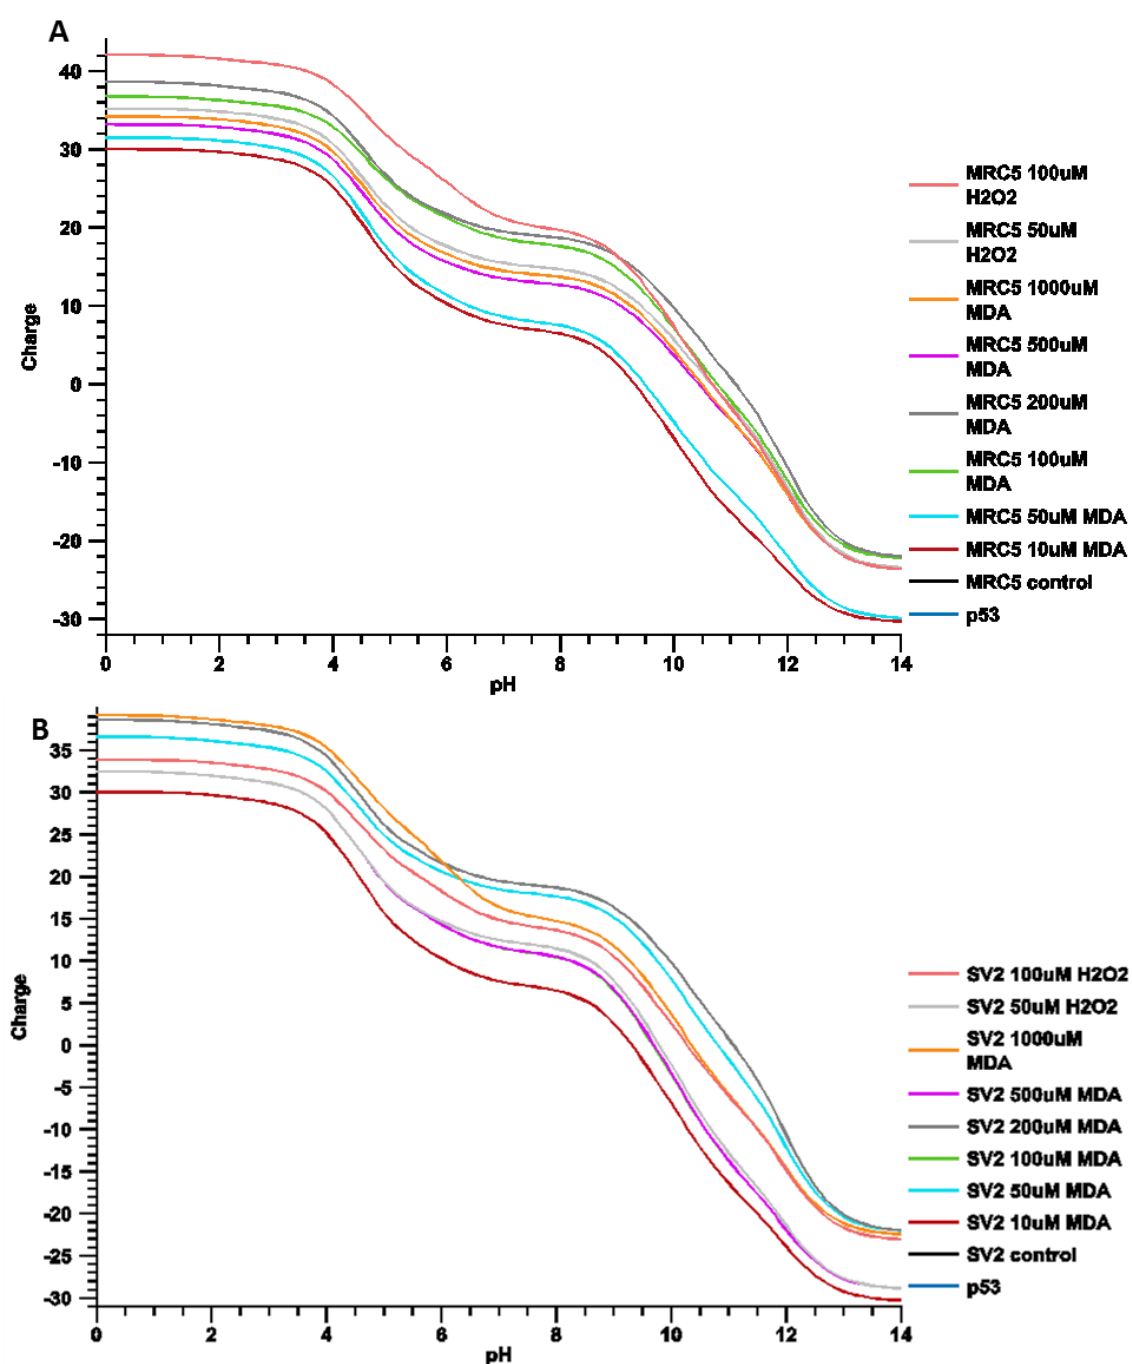 A
40
30
20
10
0
-10
-20
-30
Charge
0 2 4 6 8 10 12 14
pH
MRC5 100uM
H2O2
MRC5 50uM
H2O2
MRC5 1000uM
MDA
MRC5 500uM
MDA
MRC5 200uM
MDA
MRC5 100uM
MDA
MRC5 50uM MDA
MRC5 10uM MDA
MRC5 control
p53
B
35
30
25
20
15
10
5
0
-5
-10
-15
-20
-25
-30
Charge
0 2 4 6 8 10 12 14
pH
SV2 100uM H2O2
SV2 50uM H2O2
SV2 1000uM
MDA
SV2 500uM MDA
SV2 200uM MDA
SV2 100uM MDA
SV2 50uM MDA
SV2 10uM MDA
SV2 control
p53